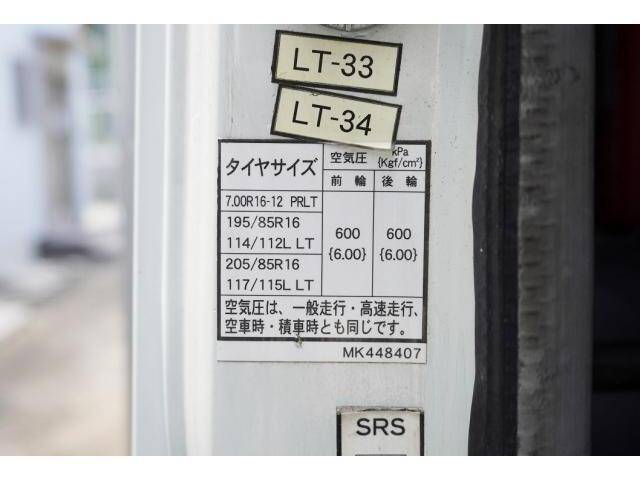 LT-33
LT-34
タイヤサイズ
空気圧 kPa
{Kgf/cm²}
前輪 後輪
7.00R16-12 PRLT
195/85R16
114/112L LT
205/85R16
117/115L LT
600
{6.00}
600
{6.00}
空気圧は、一般走行・高速走行、
空車時・積車時とも同じです。
MK448407
SRS